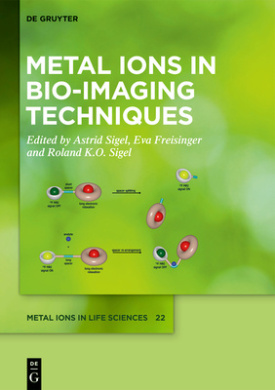 DE GRUYTER
METAL IONS IN
BIO-IMAGING
TECHNIQUES
Edited by Astrid Sigel, Eva Freisinger
and Roland K.O. Sigel
METAL IONS IN LIFE SCIENCES 22
DE
G